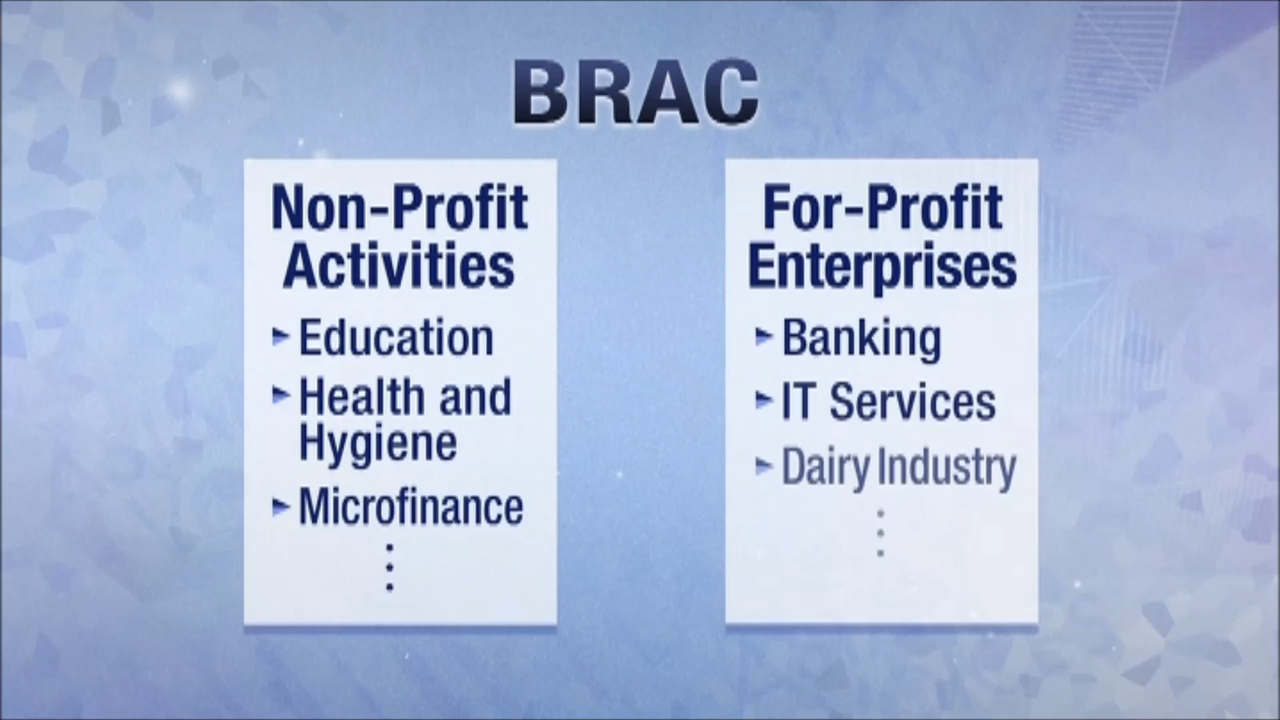 BRAC
Non-Profit
Activities
Education
Health and
Hygiene
Microfinance
For-Profit
Enterprises
Banking
IT Services
Dairy Industry